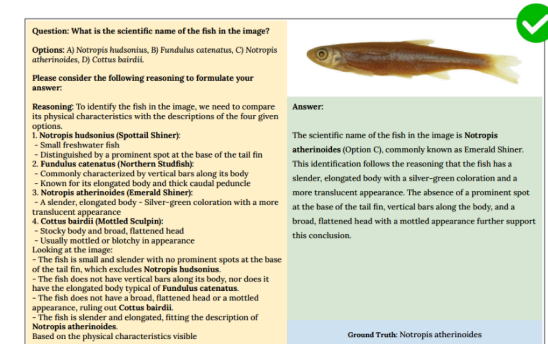 Question: What is the scientific name of the fish in the image?
Options: A) Notropis hudsonius, B) Fundulus catenatus, C) Notropis
atherinoides, D) Cottus bairdii.
Please consider the following reasoning to formulate your
answer:
Reasoning: To identify the fish in the image, we need to compare
its physical characteristics with the descriptions of the four given
options.
1. Notropis hudsonius (Spottail Shiner):
- Small freshwater fish
- Distinguished by a prominent spot at the base of the tail fin
2. Fundulus catenatus (Northern Studfish):
- Commonly characterized by vertical bars along its body
- Known for its elongated body and thick caudal peduncle
3. Notropis atherinoides (Emerald Shiner):
- A slender, elongated body - Silver-green coloration with a more
translucent appearance
4. Cottus bairdii (Mottled Sculpin):
- Stocky body and broad, flattened head
- Usually mottled or blotchy in appearance
Looking at the image:
- The fish is small and slender with no prominent spots at the base
of the tail fin, which excludes Notropis hudsonius.
- The fish does not have vertical bars along its body, nor does it
have the elongated body typical of Fundulus catenatus.
- The fish does not have a broad, flattened head or a mottled
appearance, ruling out Cottus bairdii.
- The fish is slender and elongated, fitting the description of
Notropis atherinoides.
Based on the physical characteristics visible
Answer:
The scientific name of the fish in the image is Notropis
atherinoides (Option C), commonly known as Emerald Shiner.
This identification follows the reasoning that the fish has a
slender, elongated body with a silver-green coloration and a
more translucent appearance. The absence of a prominent spot
at the base of the tail fin, vertical bars along the body, and a
broad, flattened head with a mottled appearance further support
this conclusion.
Ground Truth: Notropis atherinoides